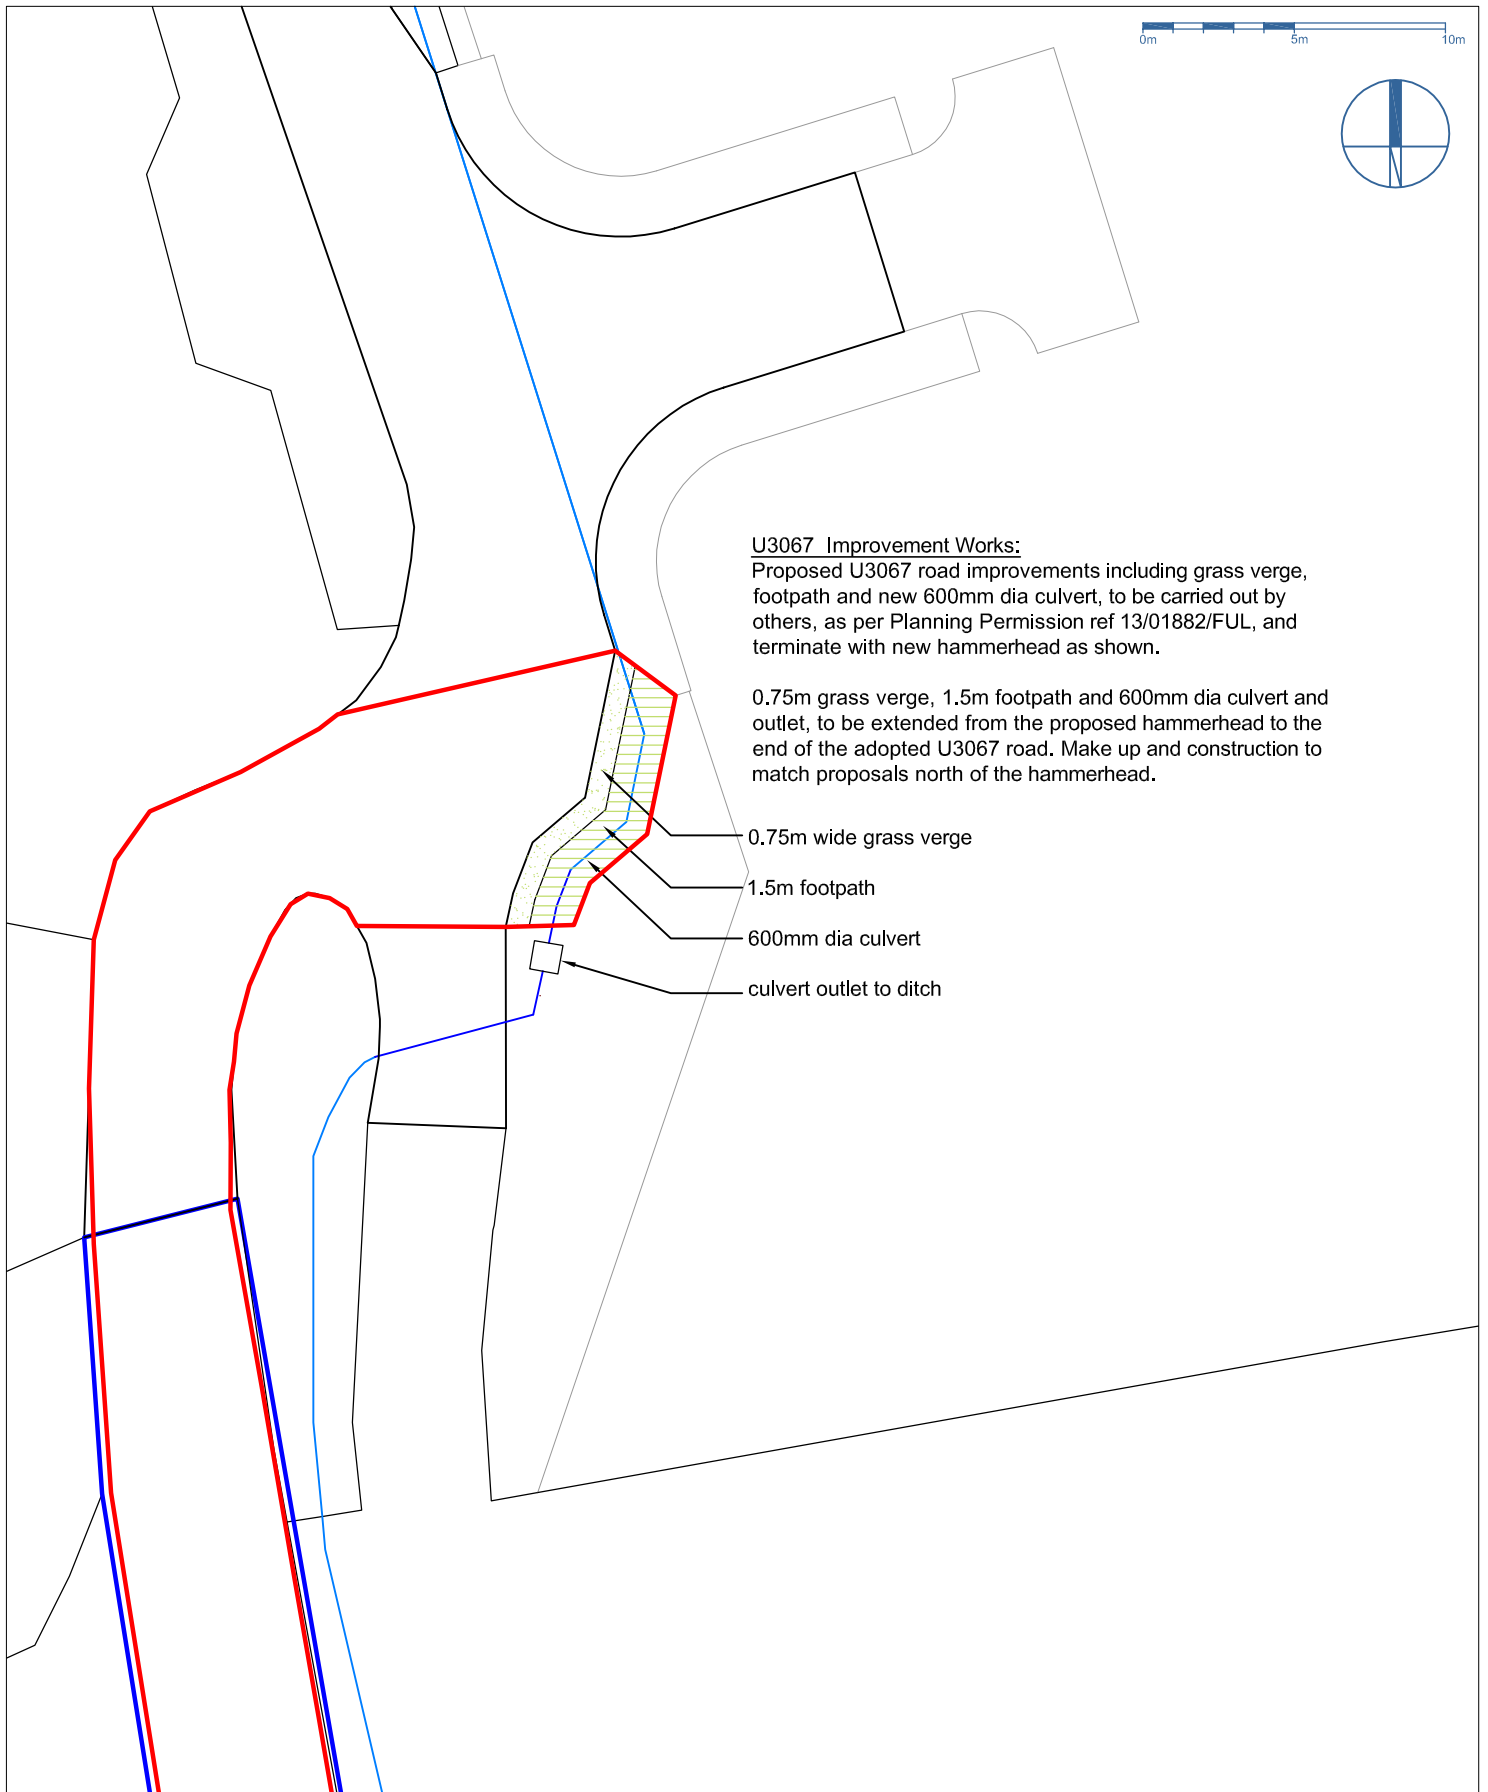 0m 5m 10m
U3067 Improvement Works:
Proposed U3067 road improvements including grass verge,
footpath and new 600mm dia culvert, to be carried out by
others, as per Planning Permission ref 13/01882/FUL, and
terminate with new hammerhead as shown.
0.75m grass verge, 1.5m footpath and 600mm dia culvert and
outlet, to be extended from the proposed hammerhead to the
end of the adopted U3067 road. Make up and construction to
match proposals north of the hammerhead.
0.75m wide grass verge
1.5m footpath
600mm dia culvert
culvert outlet to ditch